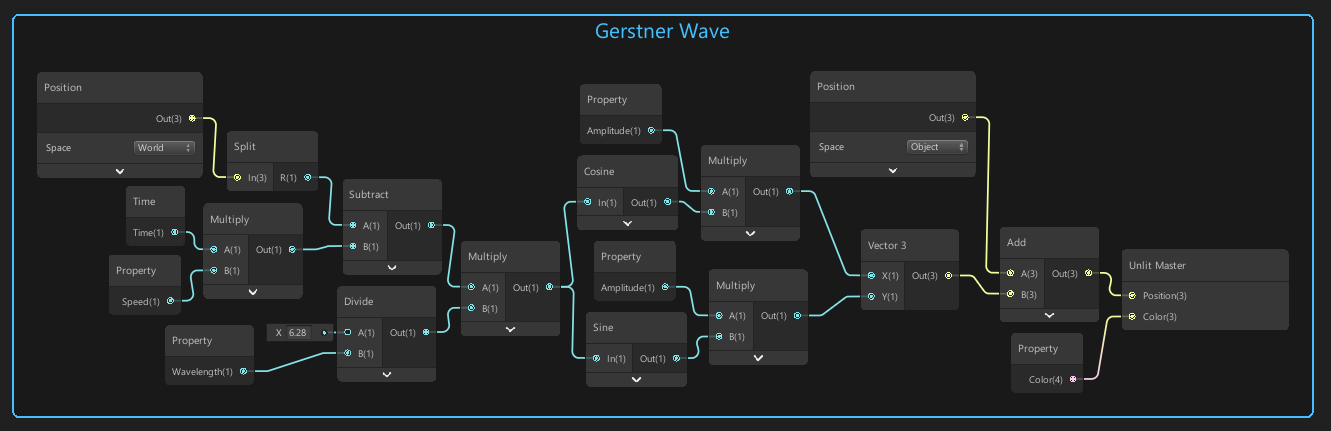 Gerstner Wave
Position
Out(3)
Space World
Split
In(3) R(1)
Time
Time(1)
Multiply
A(1) Out(1)
B(1)
Property
Speed(1)
Subtract
A(1) Out(1)
B(1)
Property
Wavelength(1)
X 6.28
Divide
A(1) Out(1)
B(1)
Multiply
A(1) Out(1)
B(1)
Property
Amplitude(1)
Cosine
In(1) Out(1)
Multiply
A(1) Out(1)
B(1)
Property
Amplitude(1)
Sine
In(1) Out(1)
Multiply
A(1) Out(1)
B(1)
Position
Out(3)
Space Object
Vector 3
X(1) Out(3)
Y(1)
Add
A(3) Out(3)
B(3)
Property
Color(4)
Unlit Master
Position(3)
Color(3)